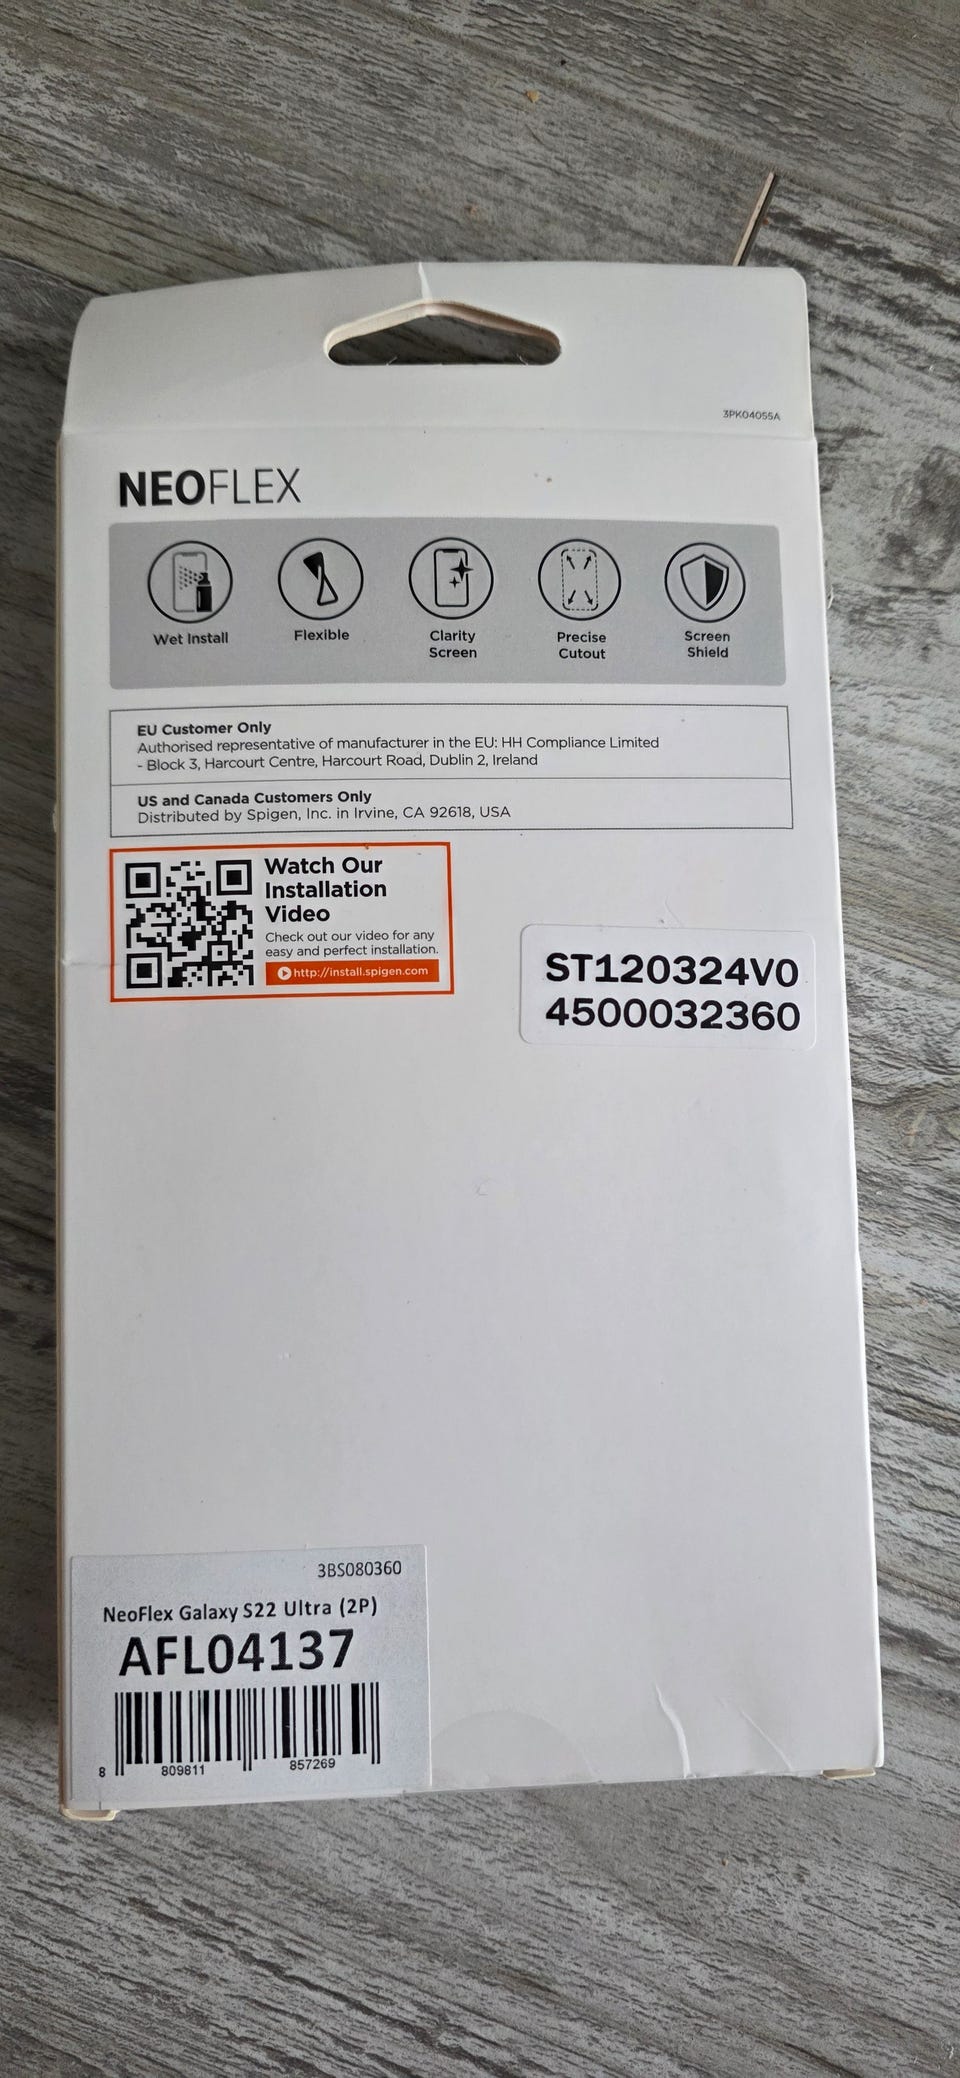 3PK04055A
NEOFLEX
Wet Install
Flexible
Clarity
Screen
Precise
Cutout
Screen
Shield
EU Customer Only
Authorised representative of manufacturer in the EU: HH Compliance Limited
- Block 3, Harcourt Centre, Harcourt Road, Dublin 2, Ireland
US and Canada Customers Only
Distributed by Spigen, Inc. in Irvine, CA 92618, USA
Watch Our
Installation
Video
Check out our video for any
easy and perfect installation.
http://install.spigen.com
ST120324V0
4500032360
3BS080360
NeoFlex Galaxy S22 Ultra (2P)
AFL04137
8 809811 857269